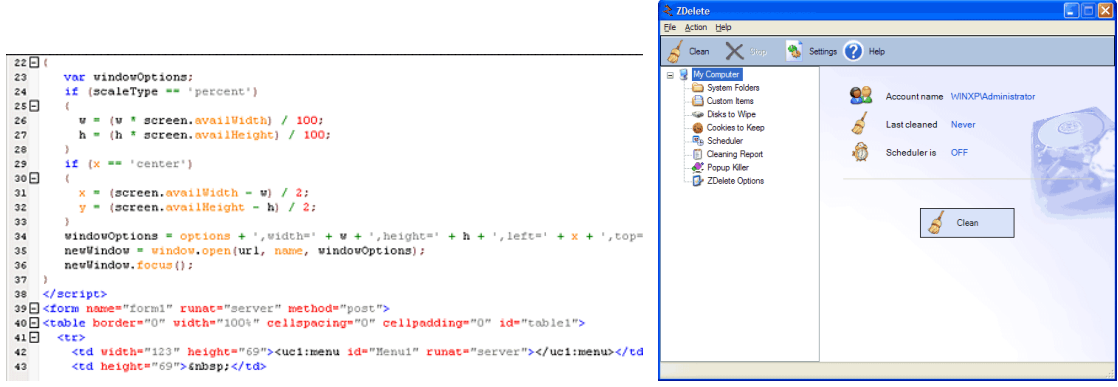 22 {
23 var windowOptions;
24 if (scaleType == 'percent')
25 {
26 w = (w * screen.availWidth) / 100;
27 h = (h * screen.availHeight) / 100;
28 }
29 if (x == 'center')
30 {
31 x = (screen.availWidth - w) / 2;
32 y = (screen.availHeight - h) / 2;
33 }
34 windowOptions = options + ',width=' + w + ',height=' + h + ',left=' + x + ',top=
35 newWindow = window.open(url, name, windowOptions);
36 newWindow.focus();
37 }
38 </script>
39 <form name="form1" runat="server" method="post">
40 <table border="0" width="100%" cellspacing="0" cellpadding="0" id="table1">
41 <tr>
42 <td width="123" height="69"><uc1:menu id="Menu1" runat="server"></uc1:menu></td
43 <td height="69">&nbsp;</td>
ZDelete
File Action Help
Clean Stop Settings Help
My Computer
System Folders
Custom Items
Disks to Wipe
Cookies to Keep
Scheduler
Cleaning Report
Popup Killer
ZDelete Options
Account name WINXP\Administrator
Last cleaned Never
Scheduler is OFF
Clean